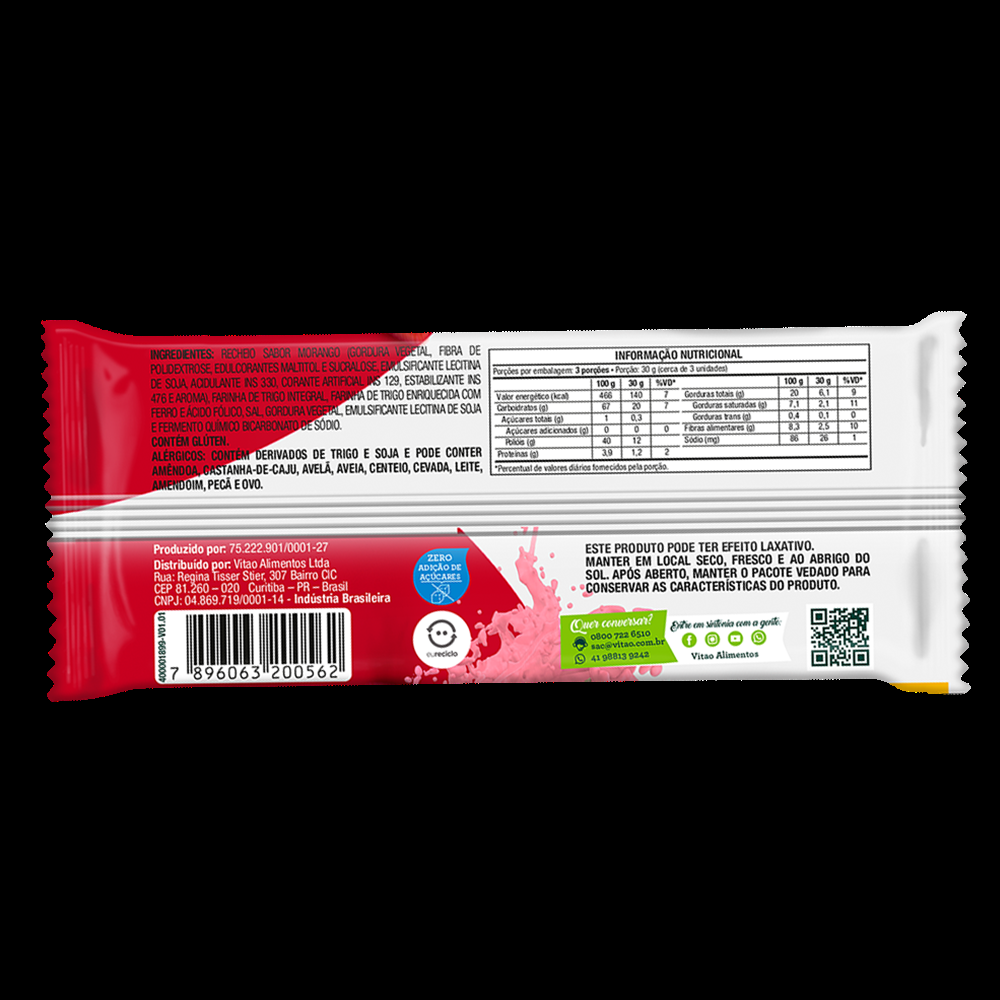 INGREDIENTES: RECHEIO SABOR MORANGO (GORDURA VEGETAL, FIBRA DE
POLIDEXTROSE, EDULCORANTES MALTITOL E SUCRALOSE, EMULSIFICANTE LECITINA
DE SOJA, ACIDULANTE INS 330, CORANTE ARTIFICIAL INS 129, ESTABILIZANTE INS
476 E AROMA), FARINHA DE TRIGO INTEGRAL, FARINHA DE TRIGO ENRIQUECIDA COM
FERRO E ÁCIDO FÓLICO, SAL, GORDURA VEGETAL, EMULSIFICANTE LECITINA DE SOJA
E FERMENTO QUÍMICO BICARBONATO DE SÓDIO.
CONTÉM GLÚTEN.
ALÉRGICOS: CONTÉM DERIVADOS DE TRIGO E SOJA E PODE CONTER
AMÊNDOA, CASTANHA-DE-CAJU, AVELÃ, AVEIA, CENTEIO, CEVADA, LEITE,
AMENDOIM, PECÃ E OVO.
INFORMAÇÃO NUTRICIONAL
Porções por embalagem: 3 porções • Porção: 30 g (cerca de 3 unidades)
100 g 30 g %VD*
Valor energético (kcal) 466 140 7
Carboidratos (g) 67 20 7
Açúcares totais (g) 1 0,3
Açúcares adicionados (g) 0 0 0
Polióis (g) 40 12
Proteínas (g) 3,9 1,2 2
100 g 30 g %VD*
Gorduras totais (g) 20 6,1 9
Gorduras saturadas (g) 7,1 2,1 11
Gorduras trans (g) 0 0 0
Fibras alimentares (g) 8,3 2,5 10
Sódio (mg) 86 26 1
*Percentual de valores diários fornecidos pela porção.
Produzido por: 75.222.901/0001-27
Distribuído por: Vitao Alimentos Ltda
Rua: Regina Tisser Stier, 307 Bairro CIC
CEP 81.260 – 020 Curitiba – PR – Brasil
CNPJ: 04.869.719/0001-14 - Indústria Brasileira
400001899-V01.01
7 896063 200562
ZERO
ADIÇÃO DE
AÇÚCARES
eureciclo
ESTE PRODUTO PODE TER EFEITO LAXATIVO.
MANTER EM LOCAL SECO, FRESCO E AO ABRIGO DO
SOL. APÓS ABERTO, MANTER O PACOTE VEDADO PARA
CONSERVAR AS CARACTERÍSTICAS DO PRODUTO.
Quer conversar?
0800 722 6510
sac@vitao.com.br
41 98813 9242
Entre em sintonia com a gente:
Vitao Alimentos